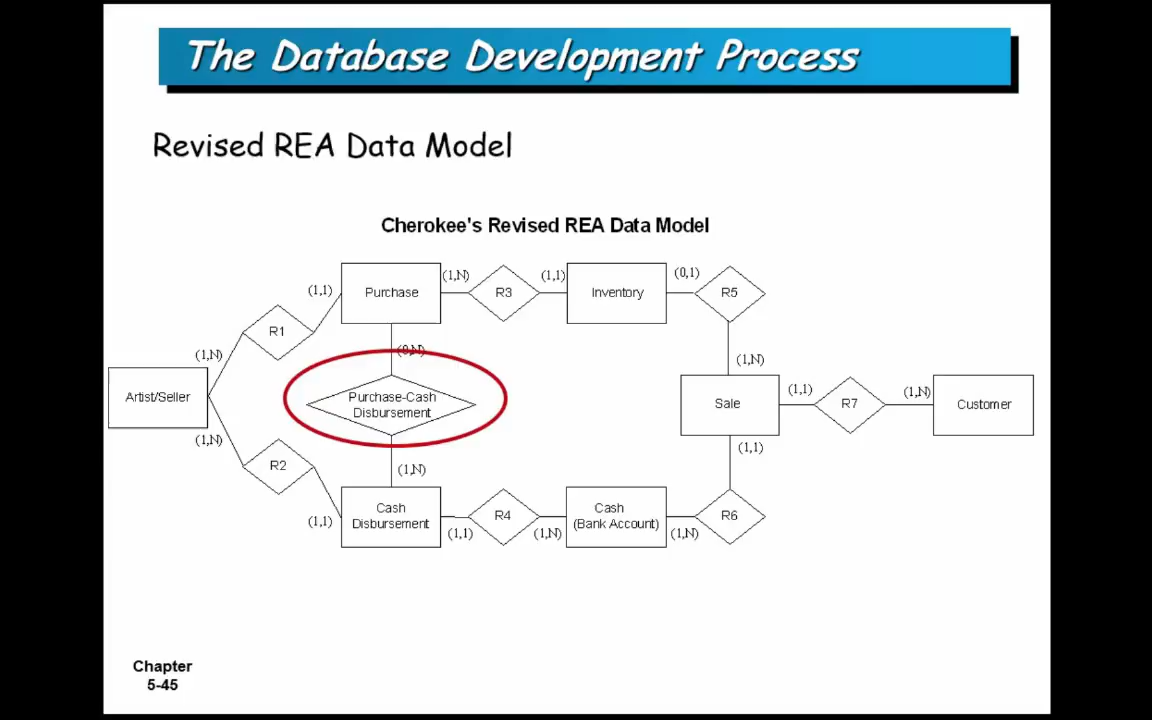 The Database Development Process
Revised REA Data Model
Cherokee's Revised REA Data Model
Purchase
(1,N)
R3
(1,1)
Inventory
(0,1)
R5
(1,1)
R1
(1,N)
(0,N)
(1,N)
Artist/Seller
Purchase-Cash
Disbursement
Sale
(1,1)
R7
(1,N)
Customer
(1,N)
R2
(1,N)
(1,1)
(1,1)
Cash
Disbursement
(1,1)
R4
(1,N)
Cash
(Bank Account)
(1,N)
R6
Chapter
5-45